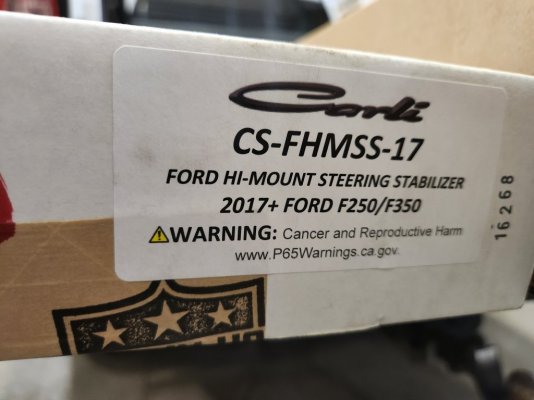 Carli
CS-FHMSS-17
FORD HI-MOUNT STEERING STABILIZER
2017+ FORD F250/F350
⚠WARNING: Cancer and Reproductive Harm
www.P65Warnings.ca.gov.
16268